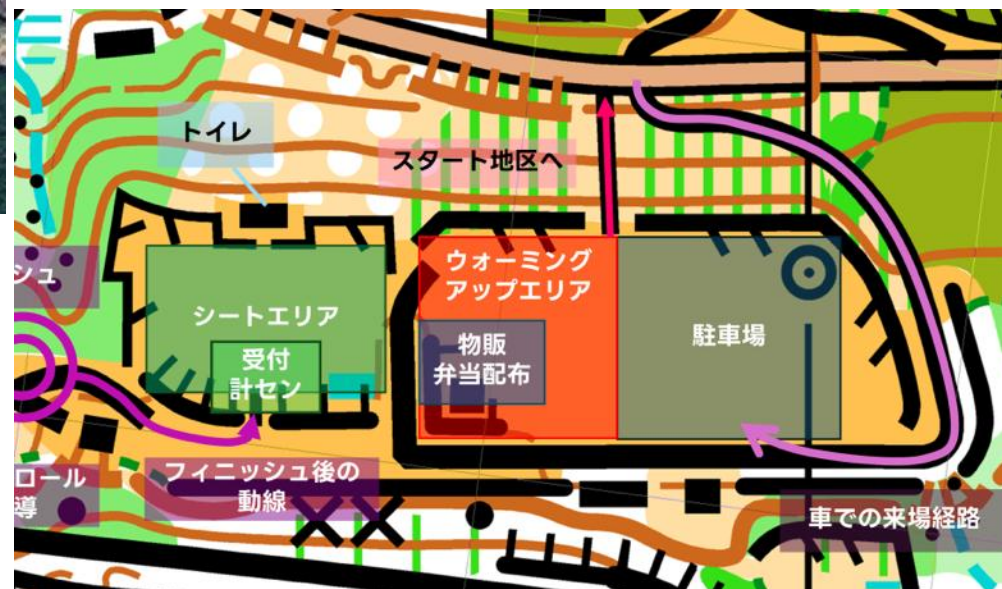 トイレ
スタート地区へ
シュ
ウォーミング
アップエリア
シートエリア
受付
計セン
物販
弁当配布
駐車場
ロール
導
フィニッシュ後の
動線
車での来場経路